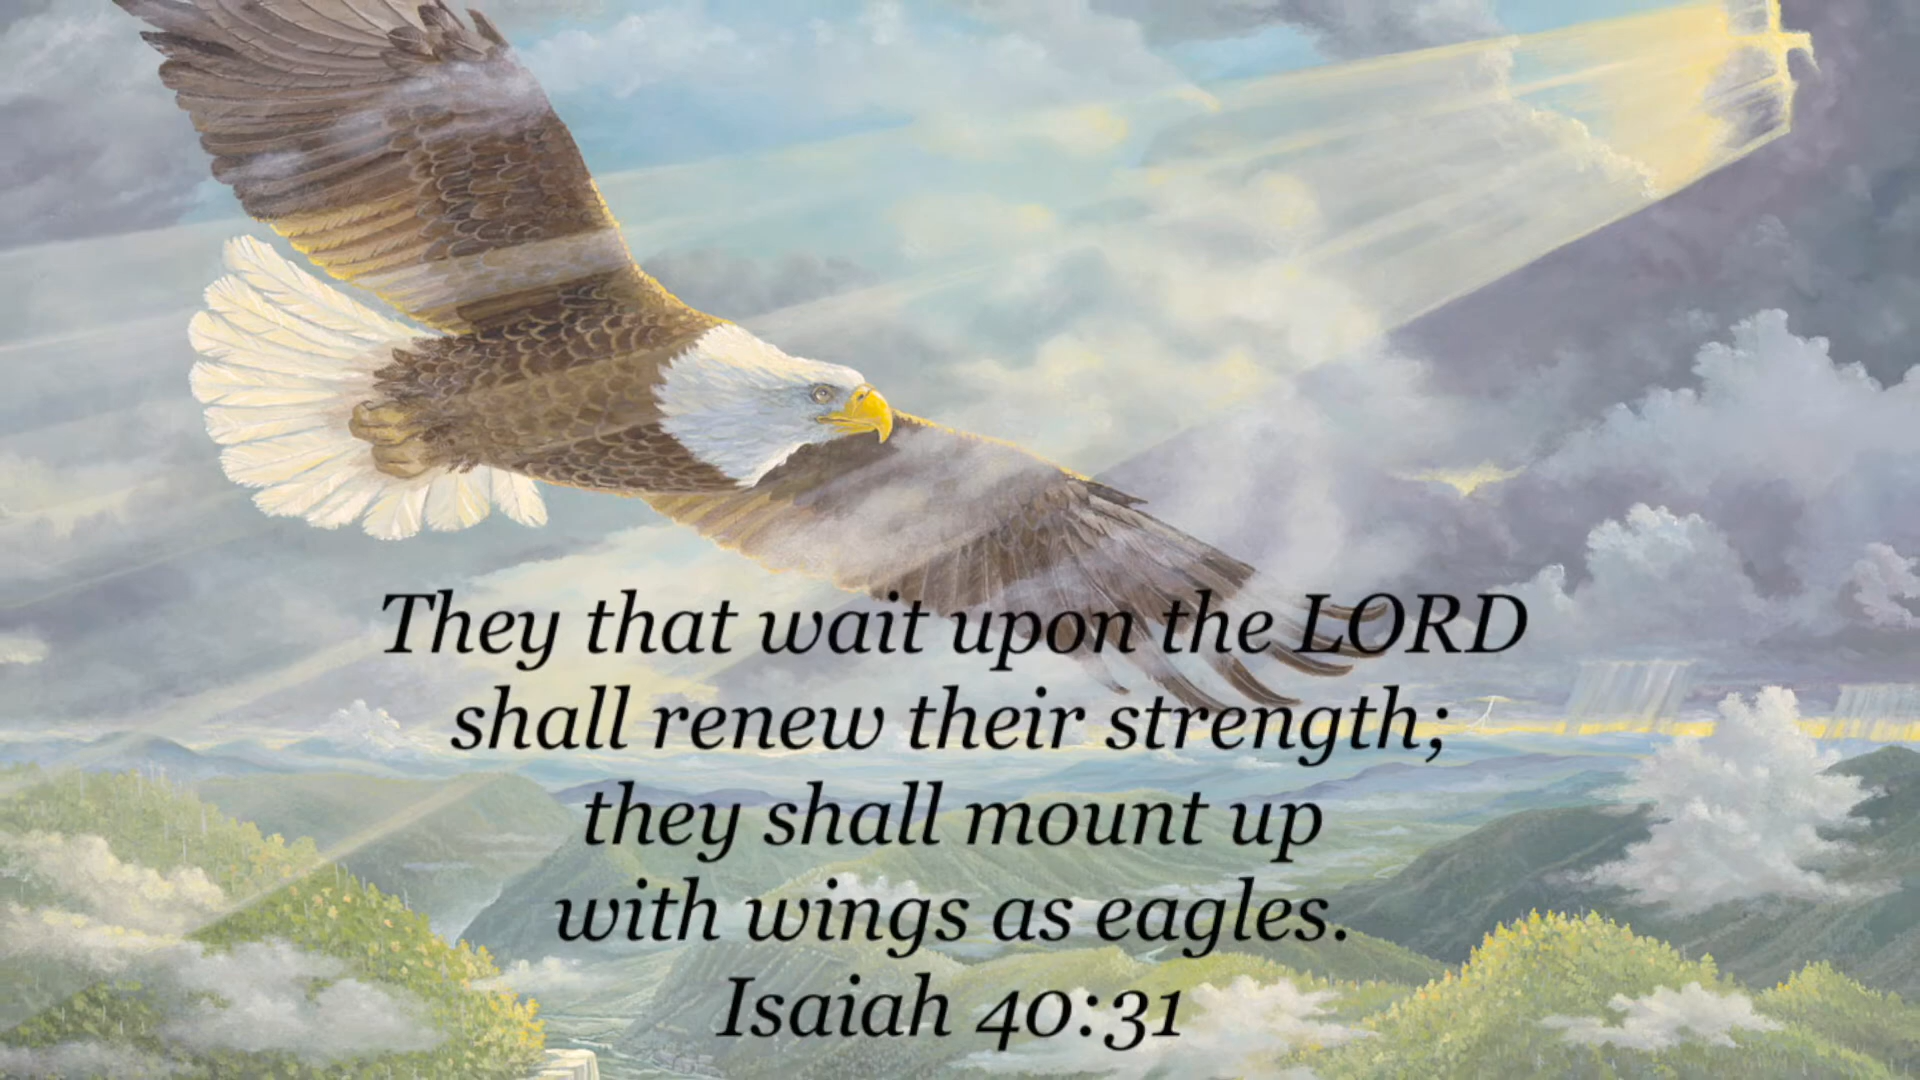 They that wait upon the LORD
shall renew their strength;
they shall mount up
with wings as eagles.
Isaiah 40:31